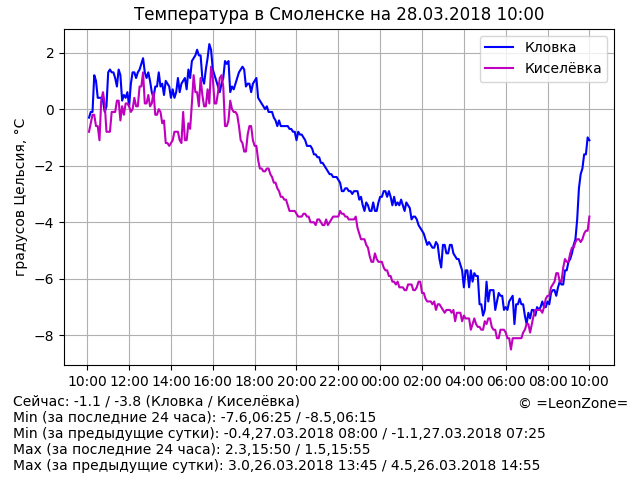 Температура в Смоленске на 28.03.2018 10:00
Кловка
Киселёвка
градусов Цельсия, °C
2
0
−2
−4
−6
−8
10:00 12:00 14:00 16:00 18:00 20:00 22:00 00:00 02:00 04:00 06:00 08:00 10:00
Сейчас: -1.1 / -3.8 (Кловка / Киселёвка)
© =LeonZone=
Min (за последние 24 часа): -7.6,06:25 / -8.5,06:15
Min (за предыдущие сутки): -0.4,27.03.2018 08:00 / -1.1,27.03.2018 07:25
Max (за последние 24 часа): 2.3,15:50 / 1.5,15:55
Max (за предыдущие сутки): 3.0,26.03.2018 13:45 / 4.5,26.03.2018 14:55